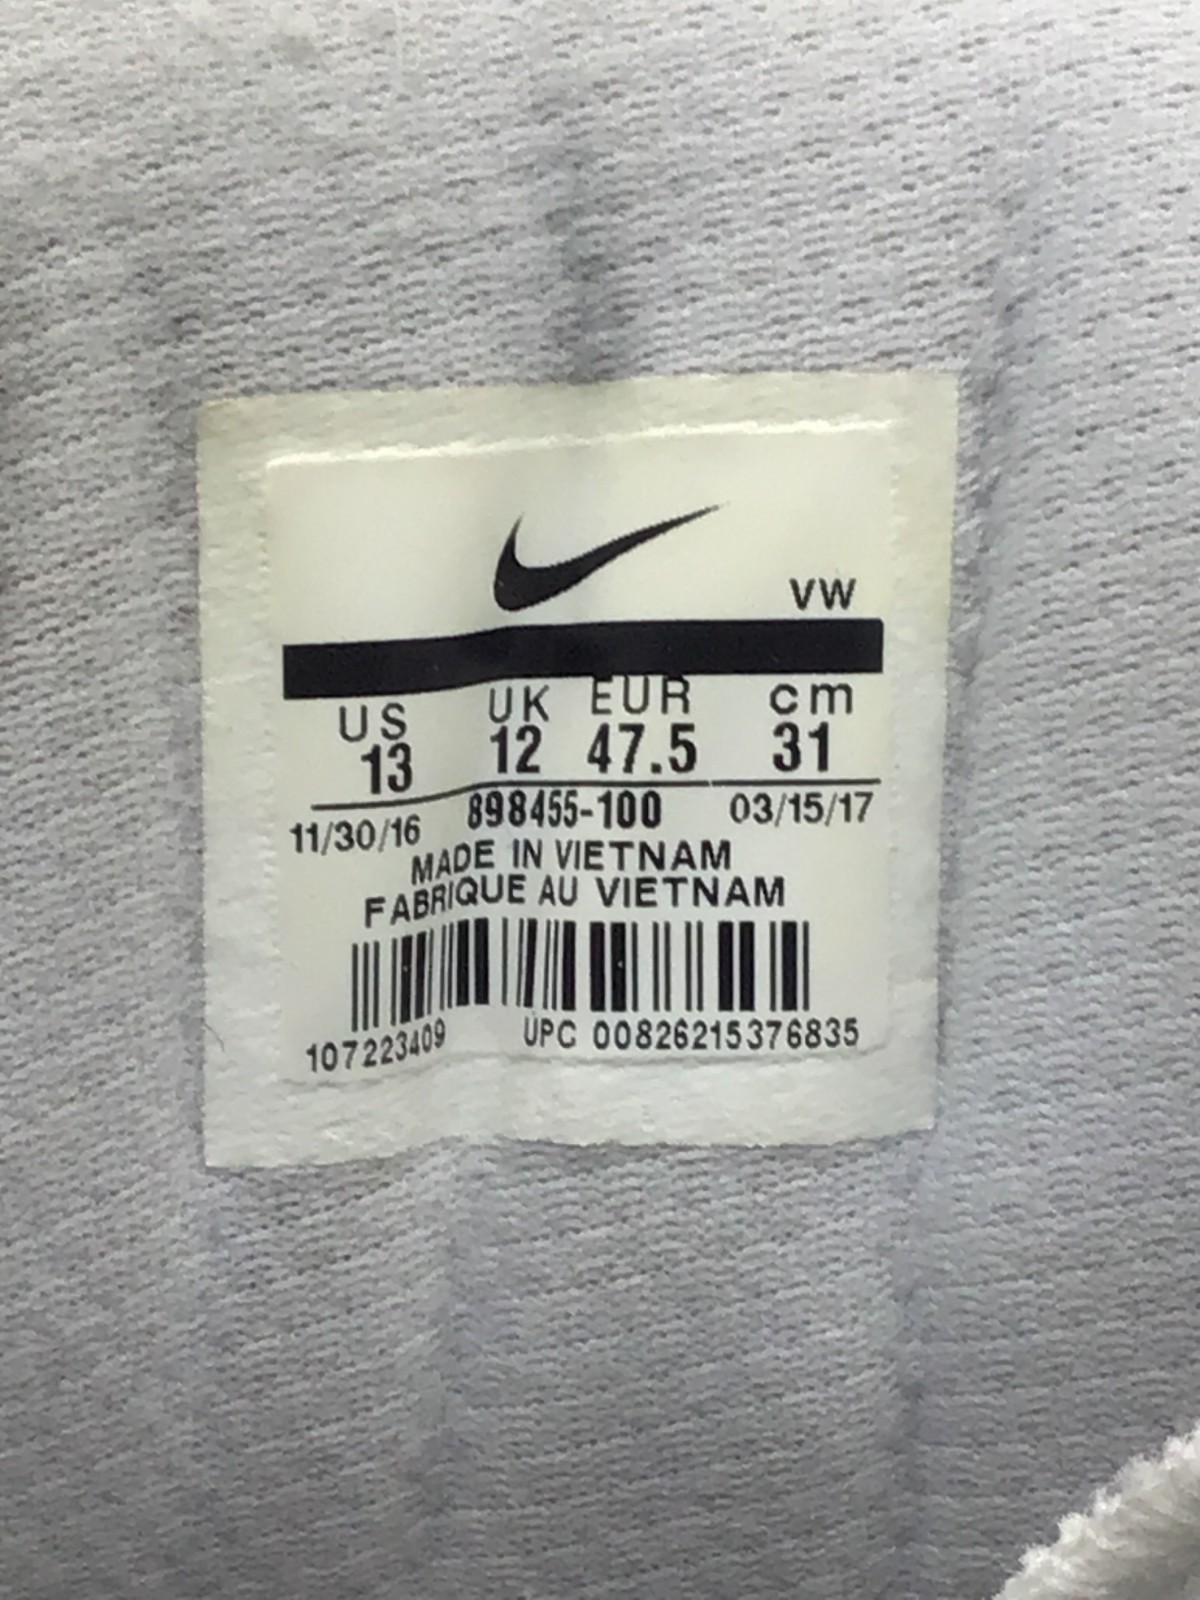 VW
US UK EUR cm
13 12 47.5 31
11/30/16 898455-100 03/15/17
MADE IN VIETNAM
FABRIQUE AU VIETNAM
107223409 UPC 00826215376835